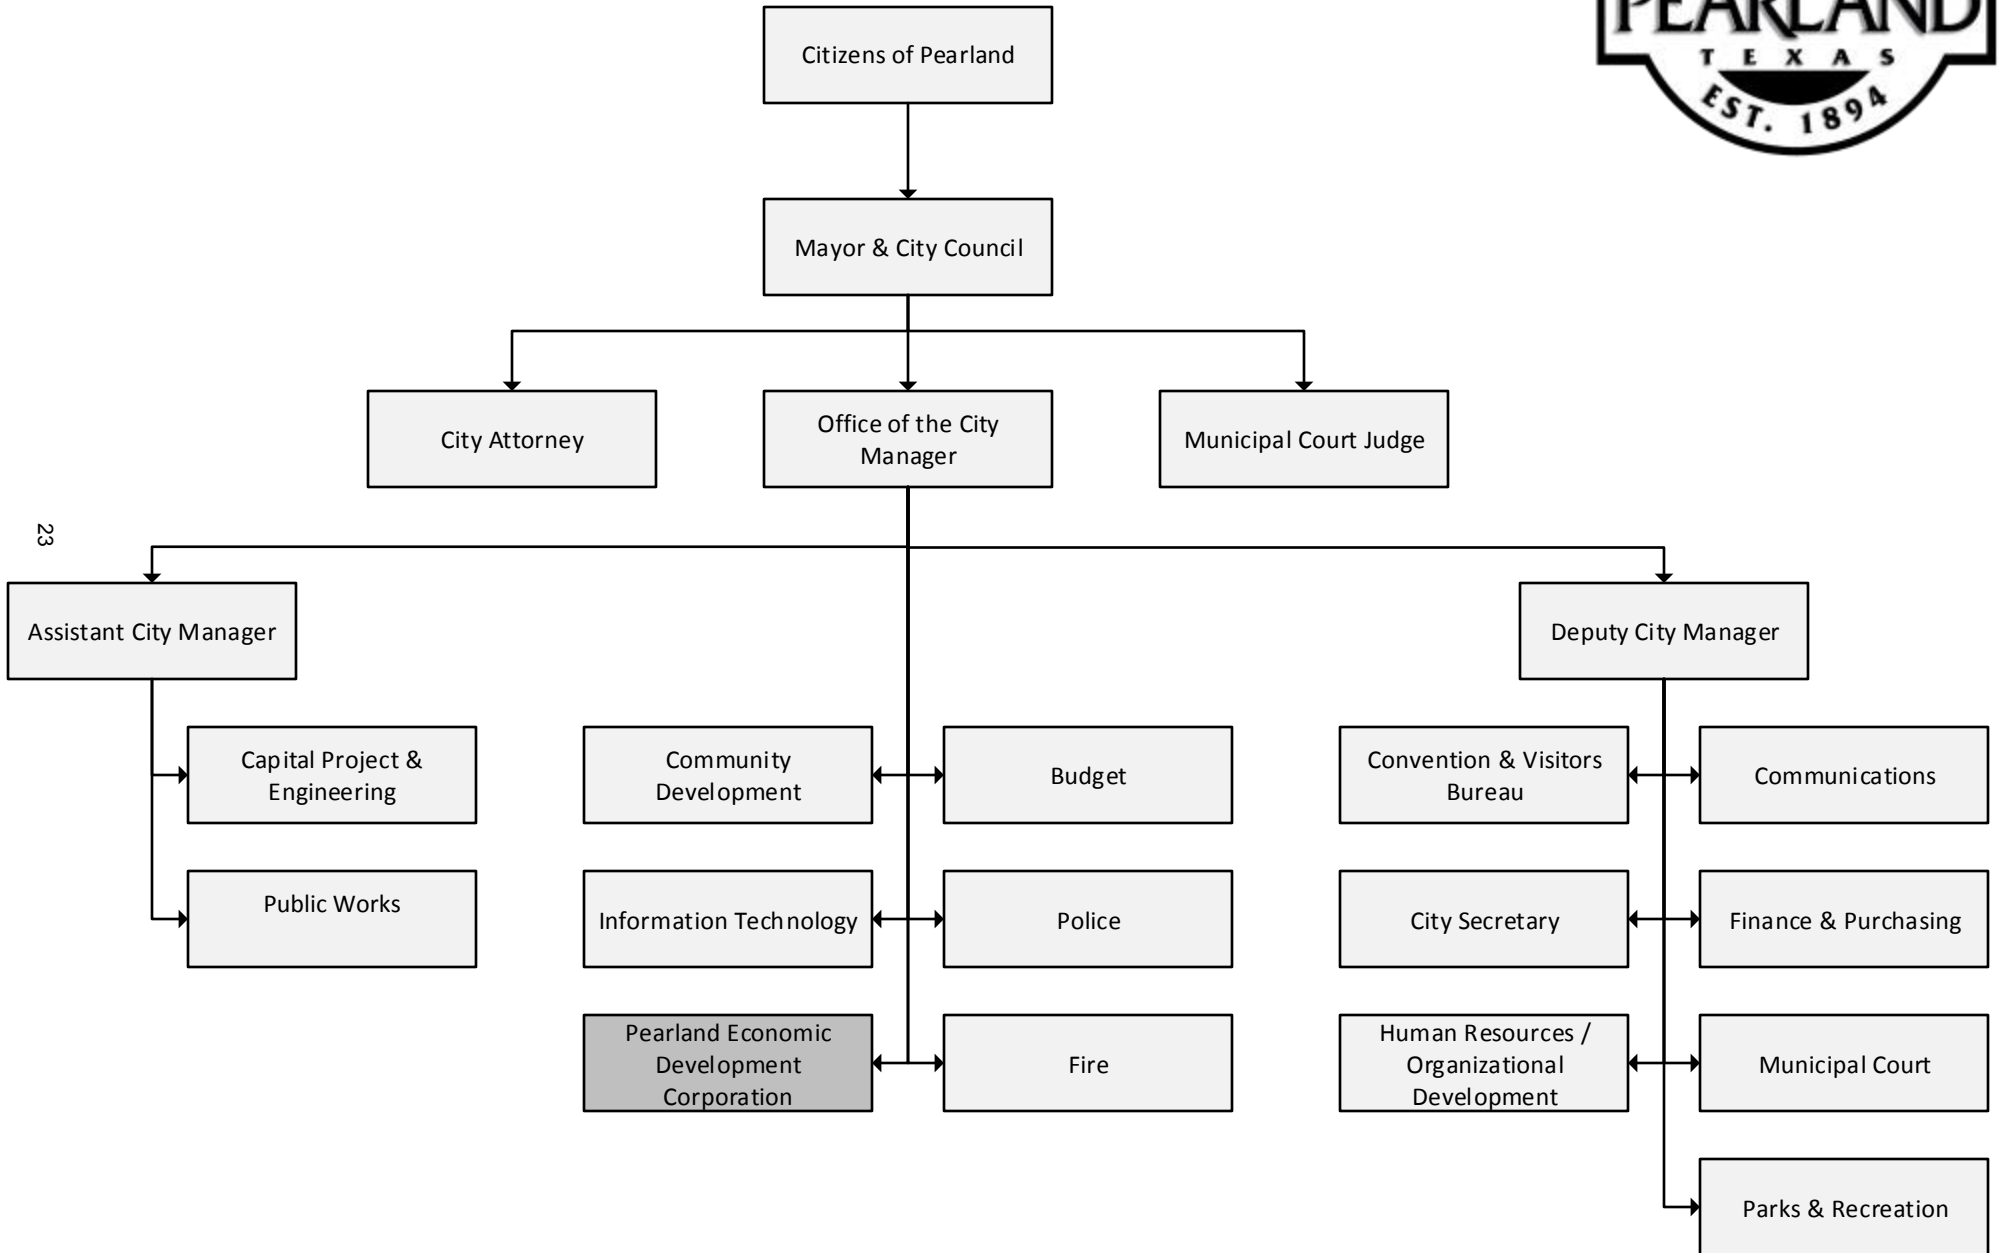 PEARLAND
TEXAS
EST. 1894
Citizens of Pearland
Mayor & City Council
City Attorney
Office of the City
Manager
Municipal Court Judge
23
Assistant City Manager
Deputy City Manager
Capital Project &
Engineering
Public Works
Community
Development
Budget
Information Technology
Police
Pearland Economic
Development
Corporation
Fire
Convention & Visitors
Bureau
Communications
City Secretary
Finance & Purchasing
Human Resources /
Organizational
Development
Municipal Court
Parks & Recreation